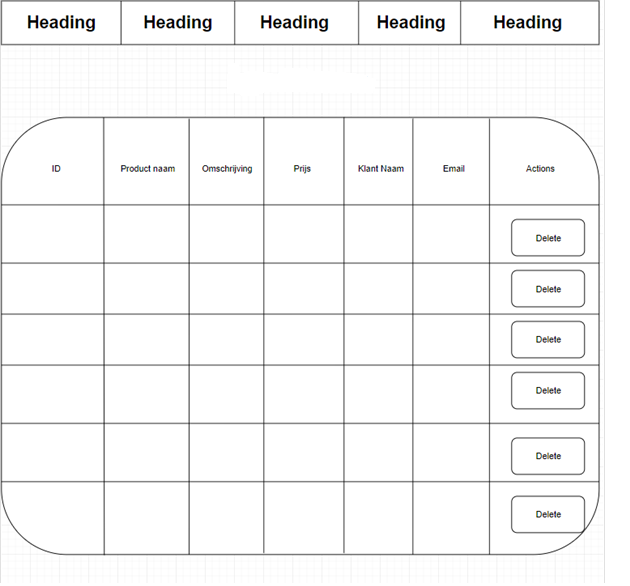 Heading Heading Heading Heading Heading
ID Product naam Omschrijving Prijs Klant Naam Email Actions
Delete
Delete
Delete
Delete
Delete
Delete